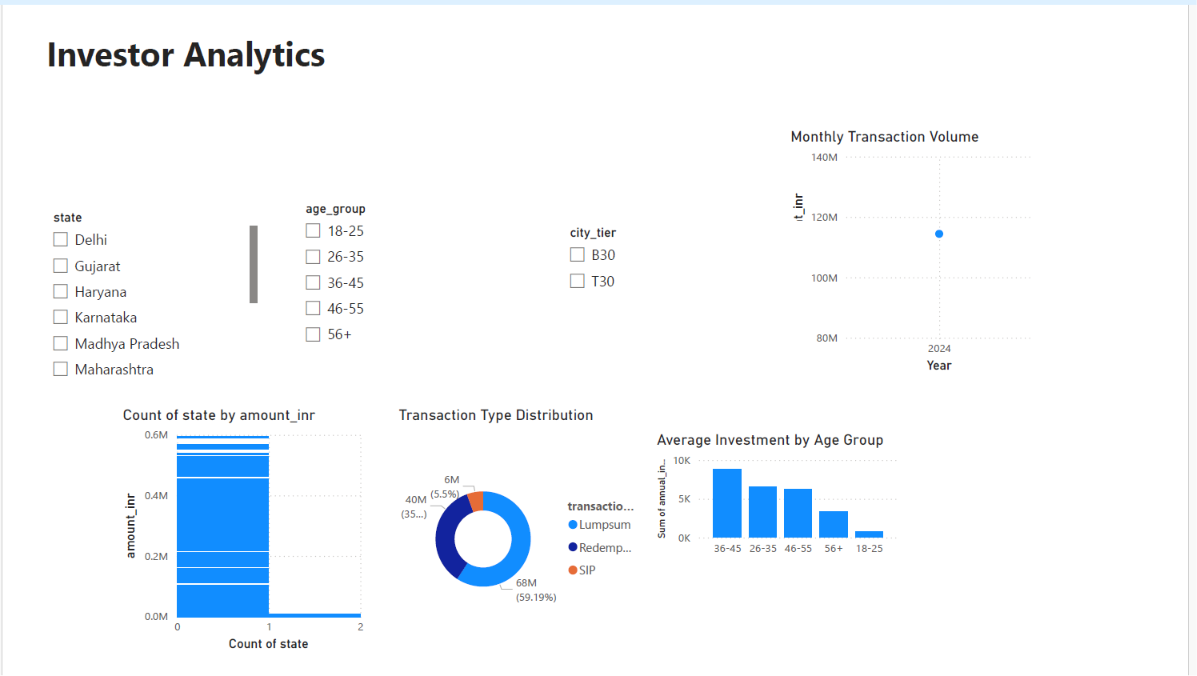 Investor Analytics
Monthly Transaction Volume
140M
120M
100M
80M
t_inr
2024
Year
state
Delhi
Gujarat
Haryana
Karnataka
Madhya Pradesh
Maharashtra
age_group
18-25
26-35
36-45
46-55
56+
city_tier
B30
T30
Count of state by amount_inr
0.6M
0.4M
0.2M
0.0M
amount_inr
0 1 2
Count of state
Transaction Type Distribution
6M
(5.5%)
40M
(35...)
68M
(59.19%)
transactio...
Lumpsum
Redemp...
SIP
Average Investment by Age Group
10K
5K
0K
Sum of annual_in...
36-45 26-35 46-55 56+ 18-25